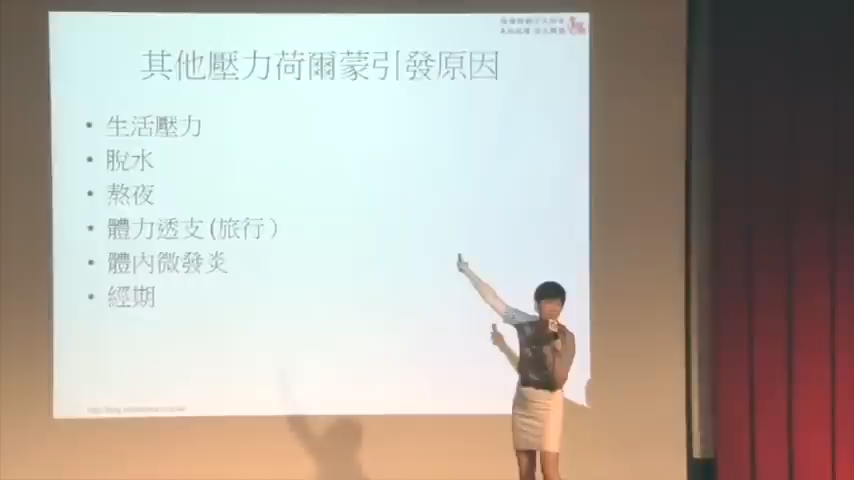 其他壓力荷爾蒙引發原因
• 生活壓力
• 脫水
• 熬夜
• 體力透支(旅行）
• 體內微發炎
• 經期